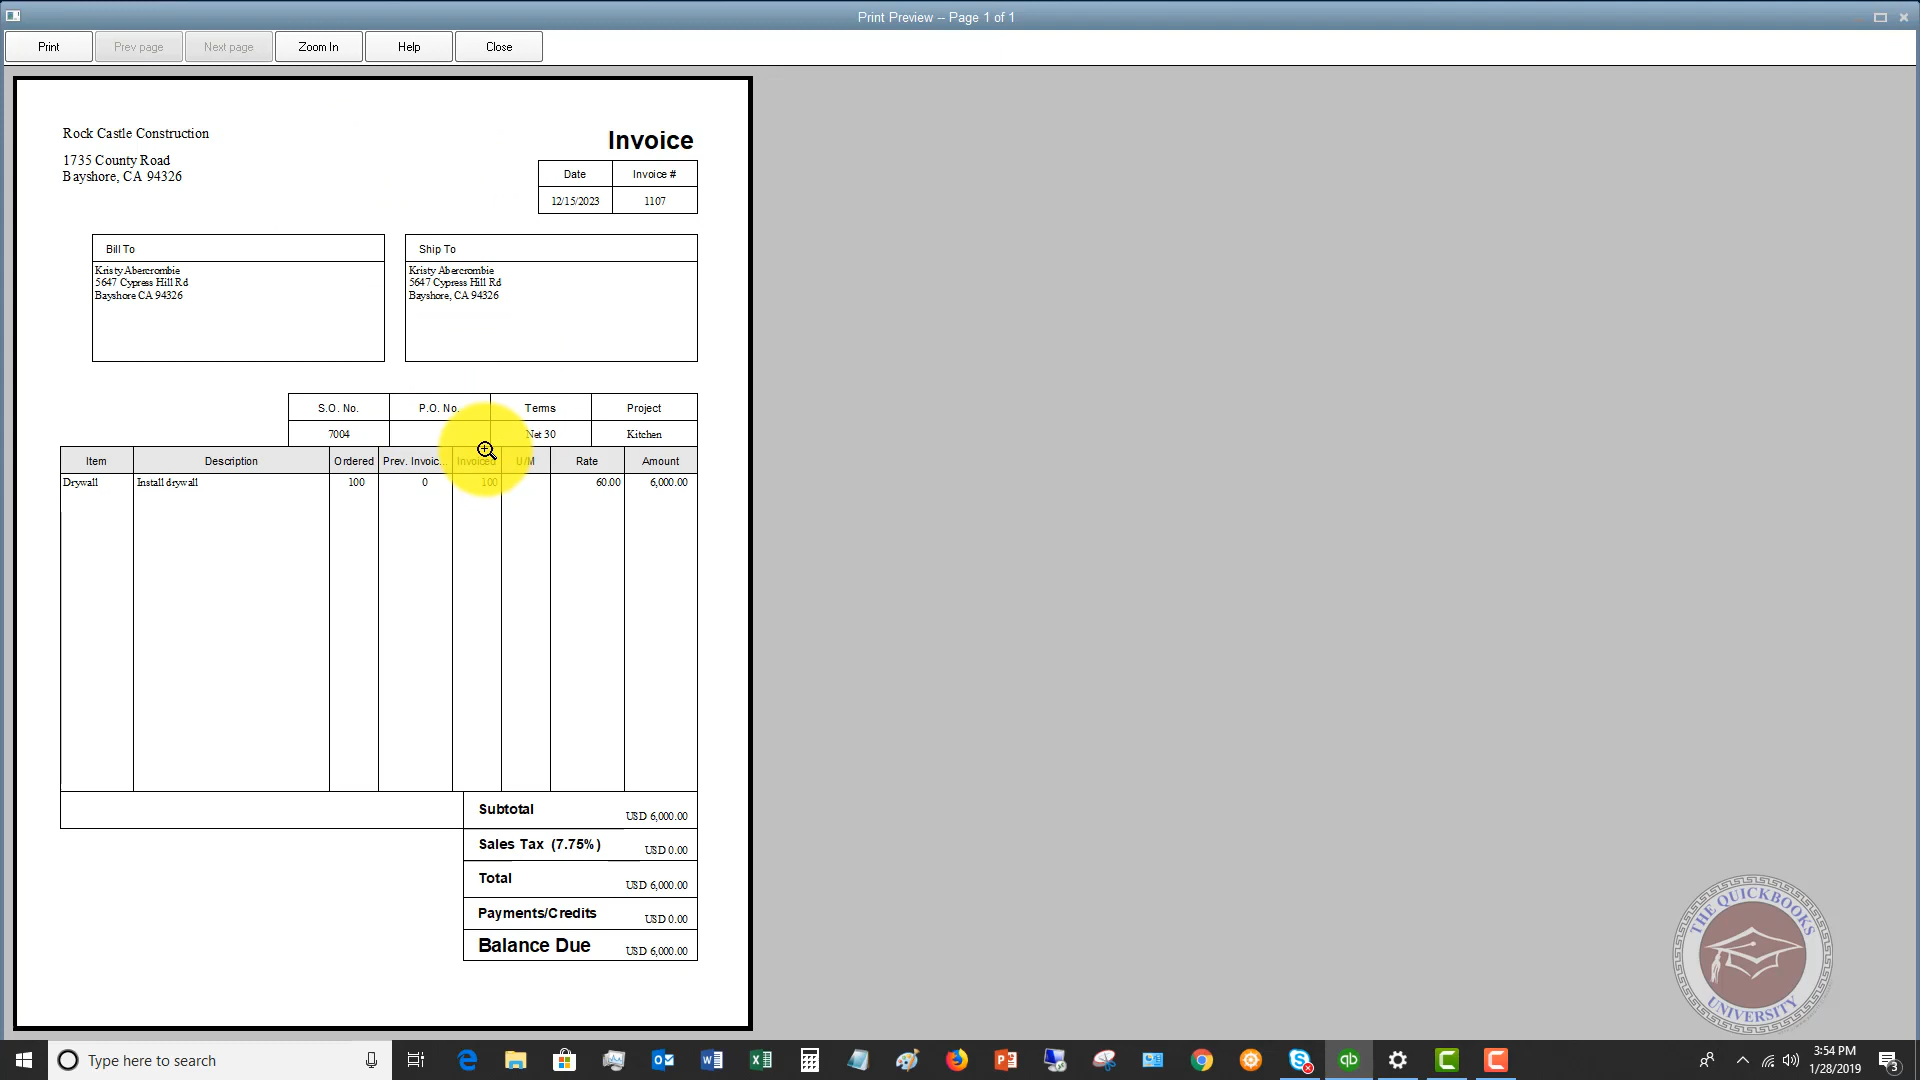 Print Preview -- Page 1 of 1
Print
Prev page
Next page
Zoom In
Help
Close
Rock Castle Construction
1735 County Road
Bayshore, CA 94326
Invoice
Date
Invoice #
12/15/2023
1107
Bill To
Kristy Abercrombie
5647 Cypress Hill Rd
Bayshore CA 94326
Ship To
Kristy Abercrombie
5647 Cypress Hill Rd
Bayshore, CA 94326
S.O. No.
P.O. No.
Terms
Project
7004
Net 30
Kitchen
Item
Description
Ordered
Prev. Invoic...
Invoiced
U/M
Rate
Amount
Drywall
Install drywall
100
0
100
60.00
6,000.00
Subtotal
USD 6,000.00
Sales Tax (7.75%)
USD 0.00
Total
USD 6,000.00
Payments/Credits
USD 0.00
Balance Due
USD 6,000.00
THE QUICKBOOKS
UNIVERSITY
Type here to search
3:54 PM
1/28/2019
3